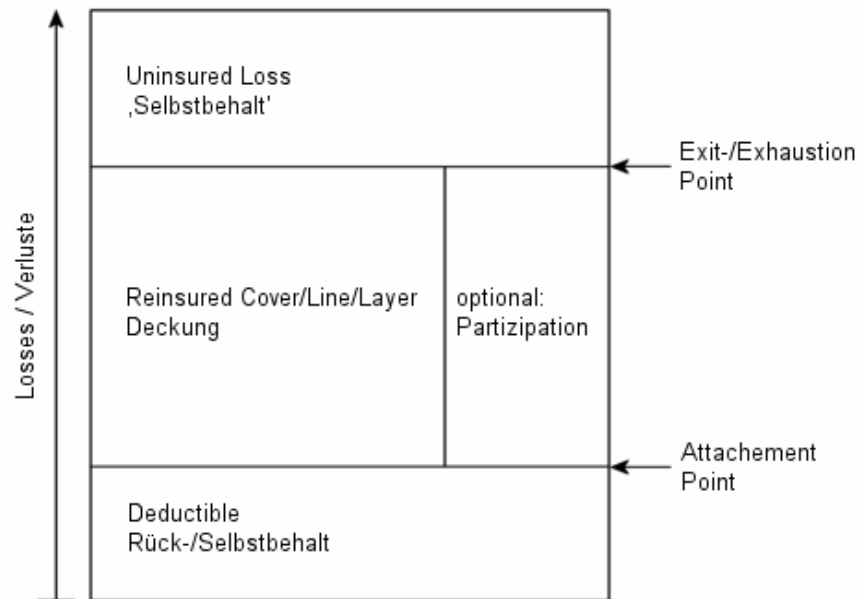 Losses / Verluste
Uninsured Loss
‚Selbstbehalt'
Exit-/Exhaustion
Point
Reinsured Cover/Line/Layer
Deckung
optional:
Partizipation
Attachement
Point
Deductible
Rück-/Selbstbehalt